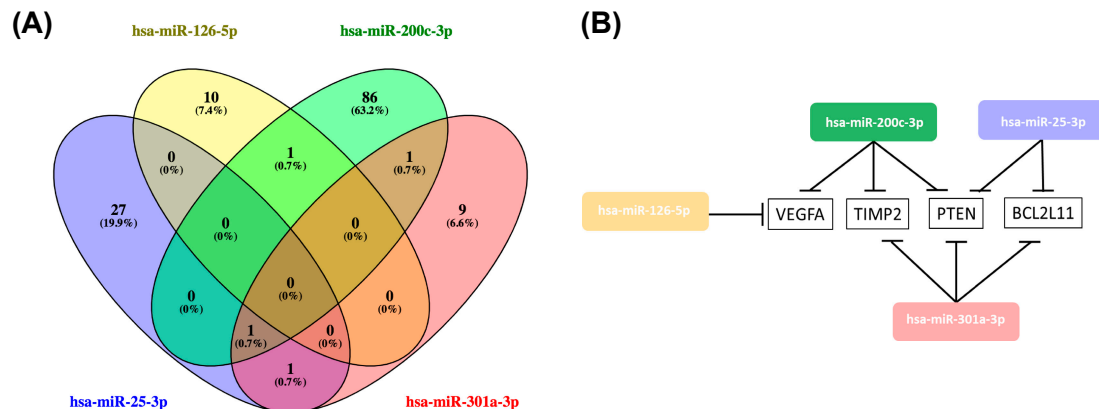 (A)
hsa-miR-126-5p
hsa-miR-200c-3p
10
(7.4%)
86
(63.2%)
0
(0%)
1
(0.7%)
1
(0.7%)
27
(19.9%)
9
(6.6%)
0
(0%)
0
(0%)
0
(0%)
0
(0%)
0
(0%)
1
(0.7%)
0
(0%)
1
(0.7%)
hsa-miR-25-3p
hsa-miR-301a-3p
(B)
hsa-miR-200c-3p
hsa-miR-25-3p
hsa-miR-126-5p
VEGFA
TIMP2
PTEN
BCL2L11
hsa-miR-301a-3p